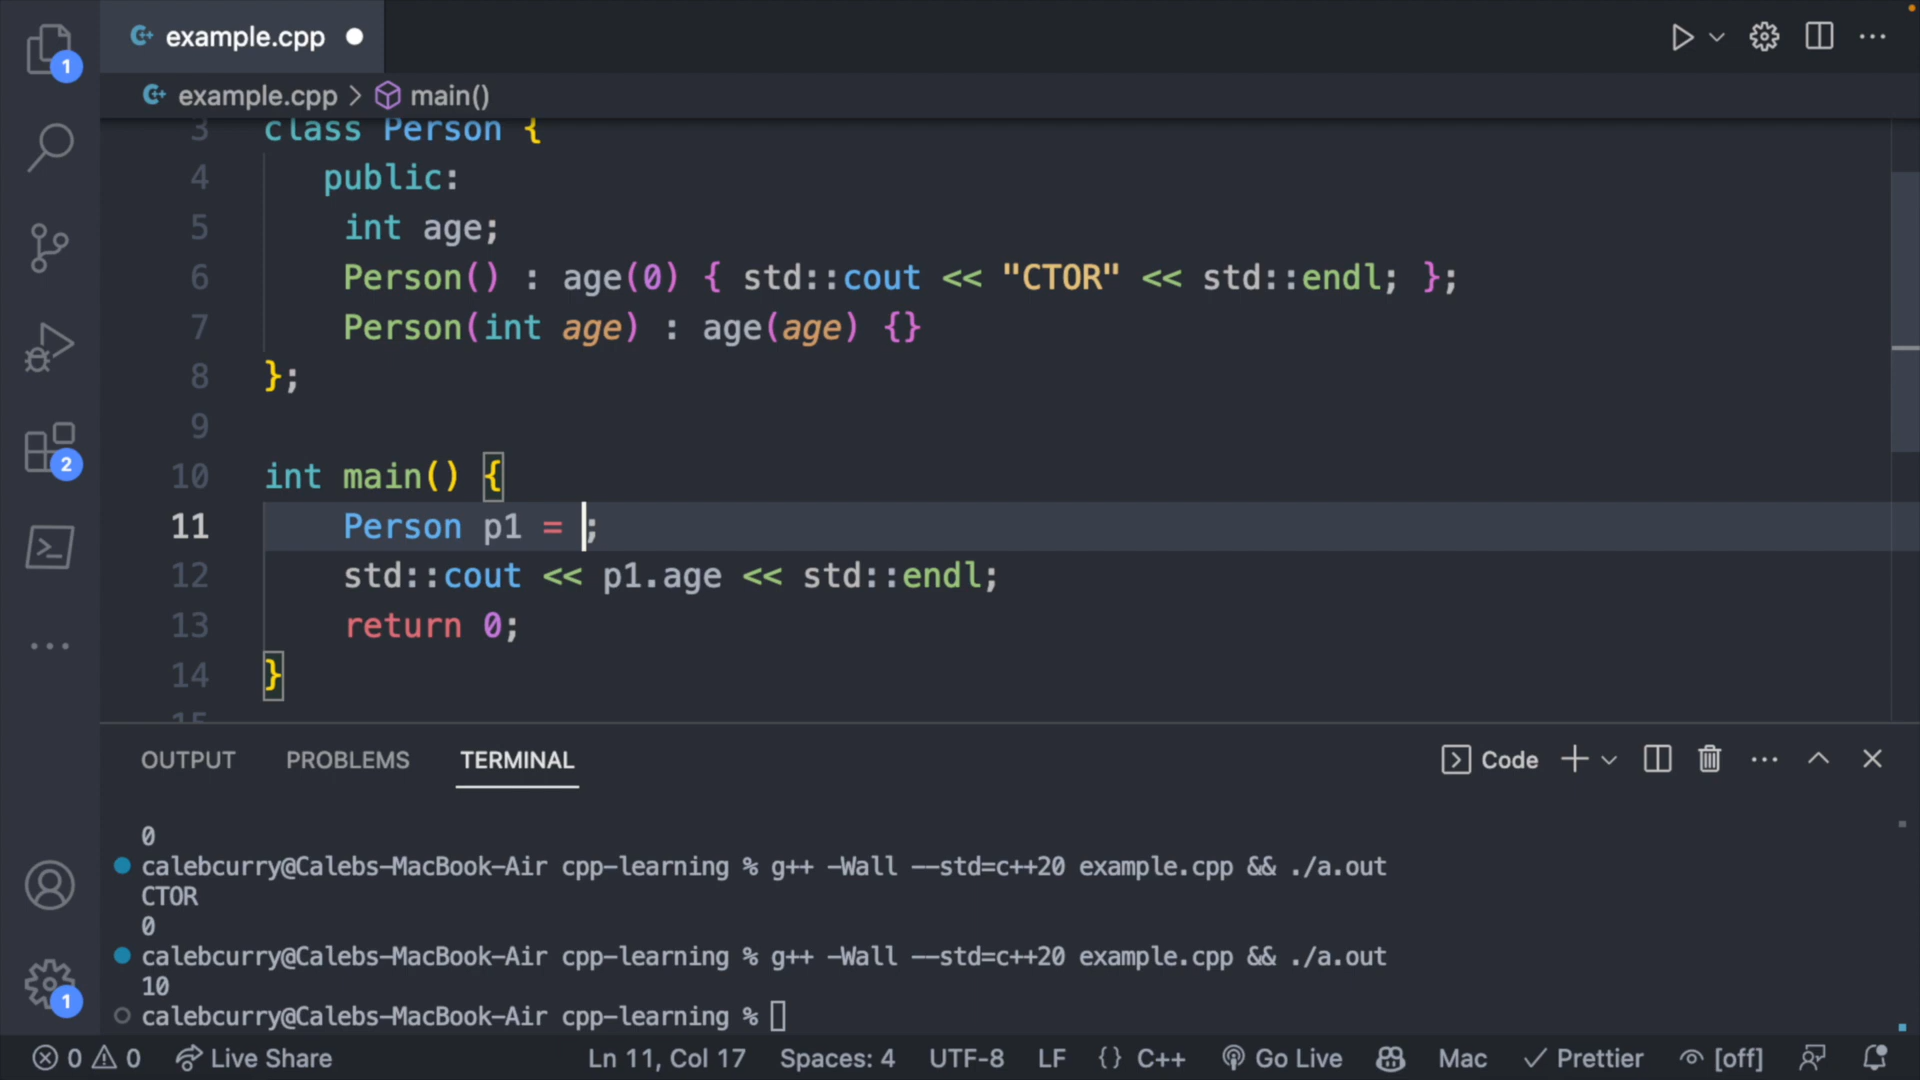 example.cpp
example.cpp > main()
3 class Person {
4 public:
5 int age;
6 Person() : age(0) { std::cout << "CTOR" << std::endl; };
7 Person(int age) : age(age) {}
8 };
9
10 int main() {
11 Person p1 = ;
12 std::cout << p1.age << std::endl;
13 return 0;
14 }
15
1
2
1
OUTPUT PROBLEMS TERMINAL Code
0
calebcurry@Calebs-MacBook-Air cpp-learning % g++ -Wall --std=c++20 example.cpp && ./a.out
CTOR
0
calebcurry@Calebs-MacBook-Air cpp-learning % g++ -Wall --std=c++20 example.cpp && ./a.out
10
calebcurry@Calebs-MacBook-Air cpp-learning %
0 0 Live Share Ln 11, Col 17 Spaces: 4 UTF-8 LF {} C++ Go Live Mac Prettier [off]